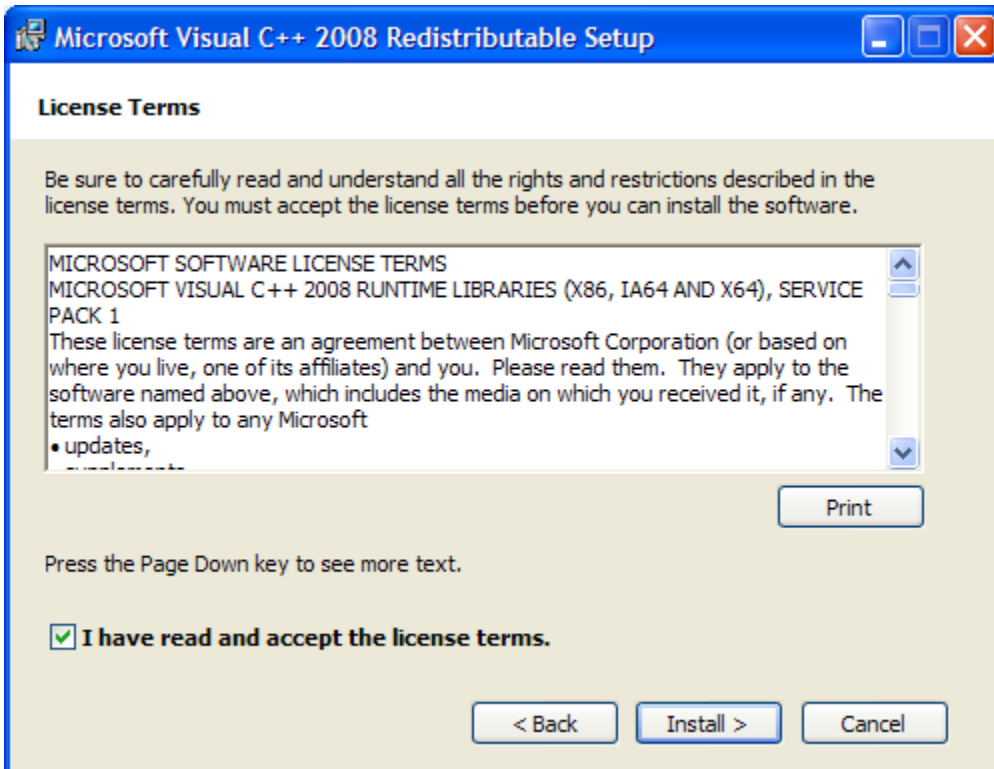 Microsoft Visual C++ 2008 Redistributable Setup
License Terms
Be sure to carefully read and understand all the rights and restrictions described in the
license terms. You must accept the license terms before you can install the software.
MICROSOFT SOFTWARE LICENSE TERMS
MICROSOFT VISUAL C++ 2008 RUNTIME LIBRARIES (X86, IA64 AND X64), SERVICE
PACK 1
These license terms are an agreement between Microsoft Corporation (or based on
where you live, one of its affiliates) and you.  Please read them.  They apply to the
software named above, which includes the media on which you received it, if any.  The
terms also apply to any Microsoft
• updates,
Print
Press the Page Down key to see more text.
I have read and accept the license terms.
< Back
Install >
Cancel